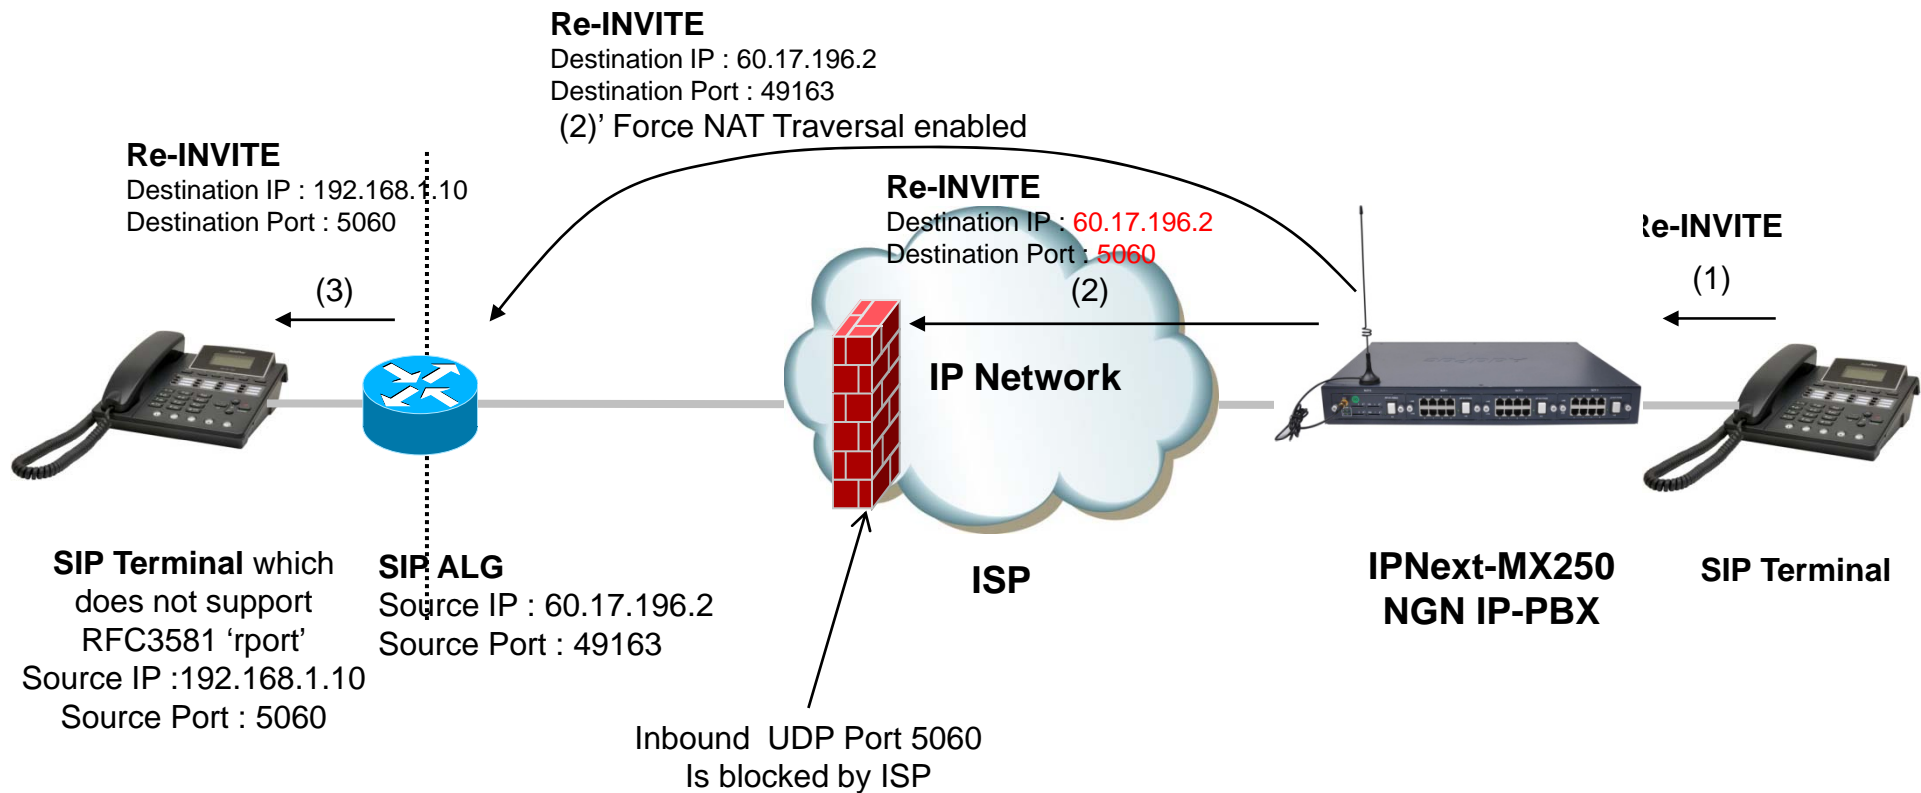 Re-INVITE
Destination IP : 60.17.196.2
Destination Port : 49163
(2)’ Force NAT Traversal enabled
Re-INVITE
Destination IP : 192.168.1.10
Destination Port : 5060
(3)
Re-INVITE
Destination IP : 60.17.196.2
Destination Port : 5060
(2)
Re-INVITE
(1)
IP Network
SIP Terminal which
does not support
RFC3581 ‘rport’
Source IP :192.168.1.10
Source Port : 5060
SIP ALG
Source IP : 60.17.196.2
Source Port : 49163
ISP
IPNext-MX250
NGN IP-PBX
SIP Terminal
Inbound UDP Port 5060
Is blocked by ISP